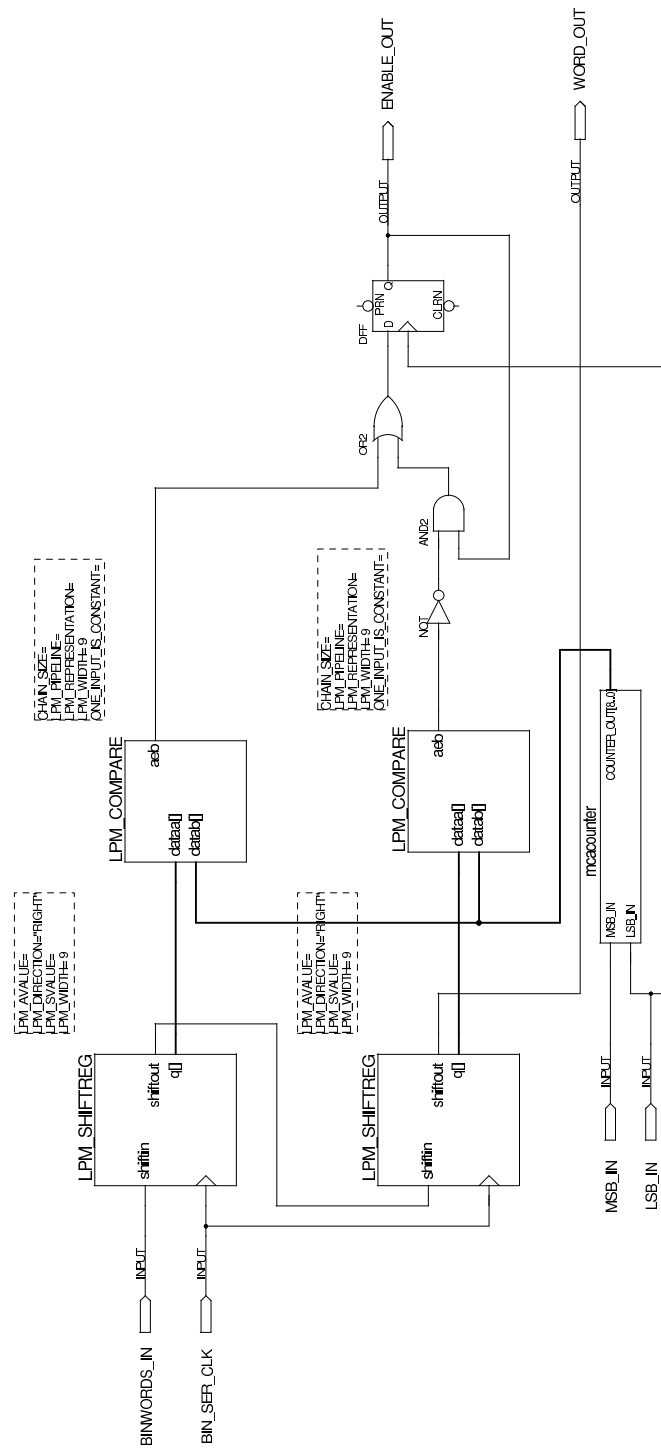 BINWORDS_IN
INPUT
BIN_SER_CLK
INPUT
LPM_SHIFTREG
shiftin
shiftout
q[]
LPM_AVALUE=
LPM_DIRECTION="RIGHT"
LPM_SVALUE=
LPM_WIDTH=9
LPM_COMPARE
dataa[]
datab[]
aeb
CHAIN_SIZE=
LPM_PIPELINE=
LPM_REPRESENTATION=
LPM_WIDTH=9
ONE_INPUT_IS_CONSTANT=
OR2
DFF
PRN
D
Q
CLRN
OUTPUT
ENABLE_OUT
LPM_SHIFTREG
shiftin
shiftout
q[]
LPM_AVALUE=
LPM_DIRECTION="RIGHT"
LPM_SVALUE=
LPM_WIDTH=9
LPM_COMPARE
dataa[]
datab[]
aeb
CHAIN_SIZE=
LPM_PIPELINE=
LPM_REPRESENTATION=
LPM_WIDTH=9
ONE_INPUT_IS_CONSTANT=
NOT
AND2
OUTPUT
WORD_OUT
MSB_IN
INPUT
LSB_IN
INPUT
mcacounter
MSB_IN
LSB_IN
COUNTER_OUT[8..0]